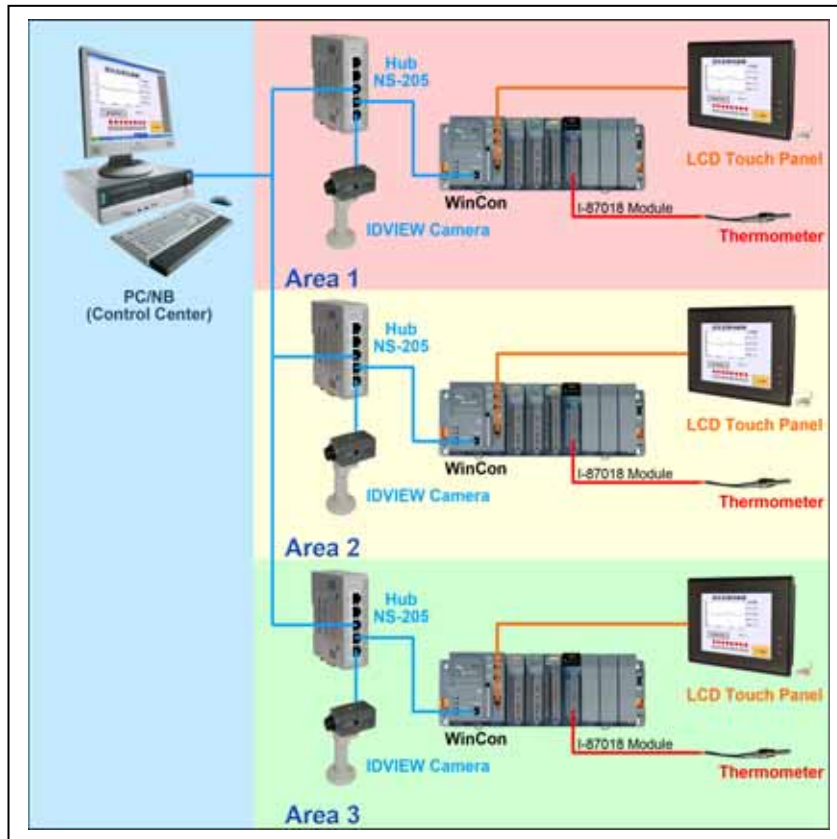 PC/NB
(Control Center)
Hub
NS-205
IDVIEW Camera
WinCon
I-87018 Module
LCD Touch Panel
Thermometer
Area 1
Hub
NS-205
IDVIEW Camera
WinCon
I-87018 Module
LCD Touch Panel
Thermometer
Area 2
Hub
NS-205
IDVIEW Camera
WinCon
I-87018 Module
LCD Touch Panel
Thermometer
Area 3